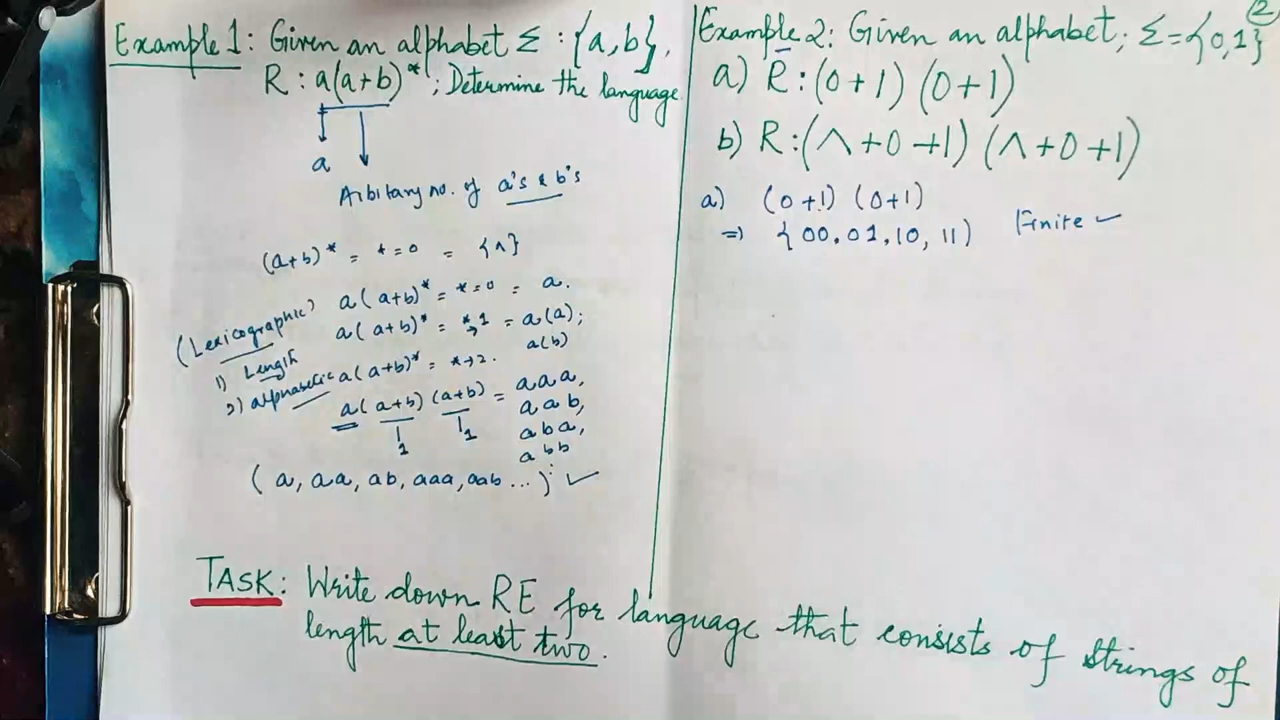 Example 1: Given an alphabet Σ : {a,b},
R : a(a+b)*; Determine the language
a
Arbitary no. of a's & b's
(a+b)* = *=0 = {Λ}
(Lexicographic)
1) Length
2) alphabetic
a(a+b)* = *=0 = a.
a(a+b)* = *→1 = a(a);
a(b)
a(a+b)* = *→2.
a(a+b)(a+b) = aaa,
aab,
aba,
abb
1 1
(a, aa, ab, aaa, aab ...) ✓
2
Example 2: Given an alphabet; Σ={0,1}
a) R:(0+1)(0+1)
b) R:(Λ+0+1)(Λ+0+1)
a) (0+1)(0+1)
⇒ {00,01,10,11) Finite ✓
TASK: Write down RE for language that consists of strings of
length at least two.